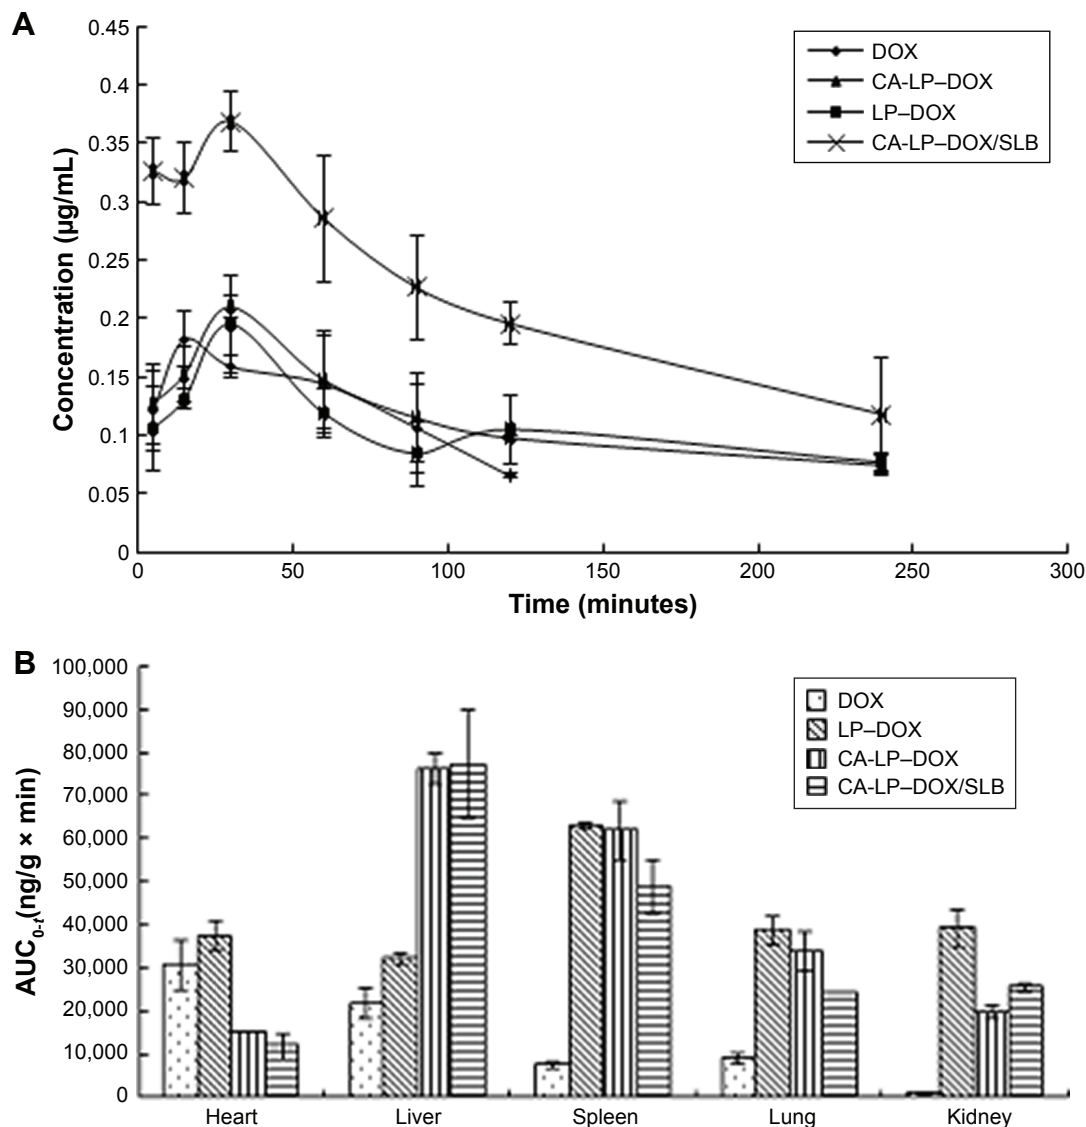 A
0.45
0.4
0.35
0.3
0.25
0.2
0.15
0.1
0.05
0
Concentration (µg/mL)
DOX
CA-LP–DOX
LP–DOX
CA-LP–DOX/SLB
0 50 100 150 200 250 300
Time (minutes)
B
100,000
90,000
80,000
70,000
60,000
50,000
40,000
30,000
20,000
10,000
0
AUC0-t(ng/g × min)
DOX
LP–DOX
CA-LP–DOX
CA-LP–DOX/SLB
Heart Liver Spleen Lung Kidney